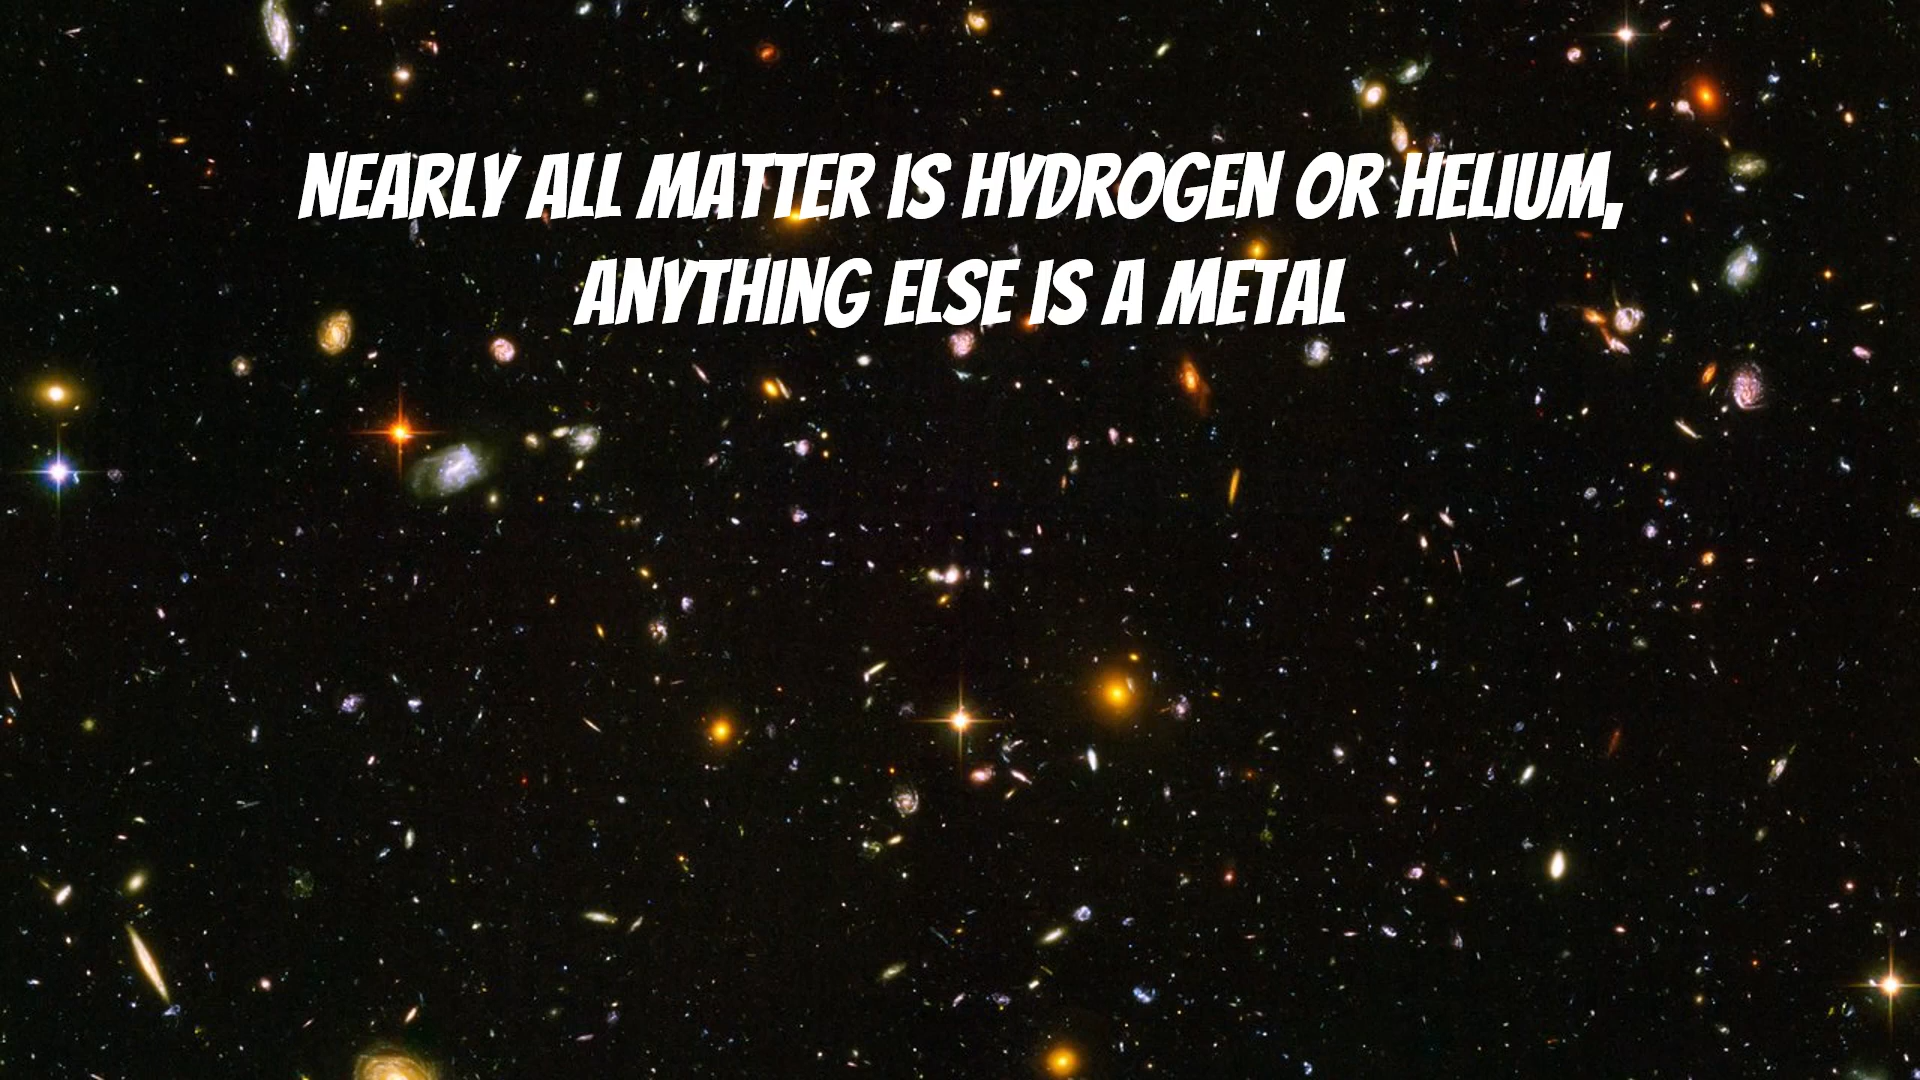 NEARLY ALL MATTER IS HYDROGEN OR HELIUM,
ANYTHING ELSE IS A METAL